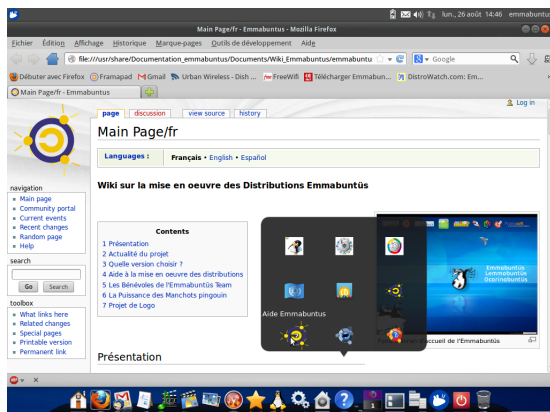 lun., 26 août 14:46 emmabuntu
Main Page/fr - Emmabuntus - Mozilla Firefox
Fichier Édition Affichage Historique Marque-pages Outils de développement Aide
file:///usr/share/Documentation_emmabuntus/Documents/Wiki_Emmabuntus/emmabuntu
Google
Débuter avec Firefox Framapad Gmail Urban Wireless - Dish ... FreeWifi Télécharger Emmabun... DistroWatch.com: Em...
Main Page/fr - Emmabuntus
Log in
page discussion view source history
Main Page/fr
Languages : Français • English • Español
Wiki sur la mise en oeuvre des Distributions Emmabuntüs
navigation
Main page
Community portal
Current events
Recent changes
Random page
Help
search
Go Search
toolbox
What links here
Related changes
Special pages
Printable version
Permanent link
Contents
1 Présentation
2 Actualité du projet
3 Quelle version choisir ?
4 Aide à la mise en oeuvre des distributions
5 Les Bénévoles de l'Emmabuntüs Team
6 La Puissance des Manchots pingouin
7 Projet de Logo
Aide Emmabuntus
Emmabuntüs
Lemmobuntüs
Oscarinobuntüs
d'accueil de l'Emmabuntüs
Présentation